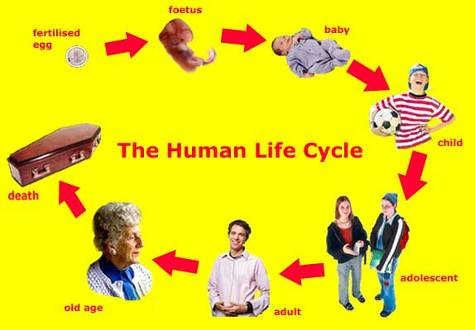 fertilised
egg
foetus
baby
child
The Human Life Cycle
adolescent
adult
old age
death